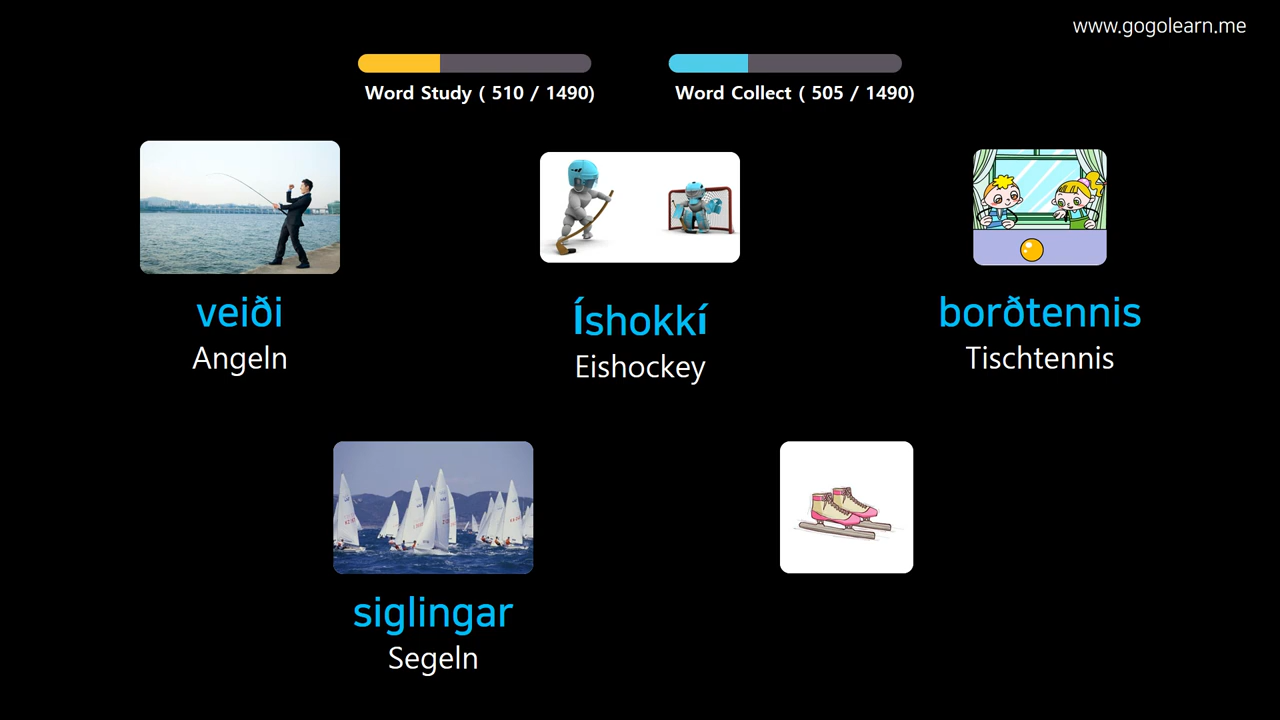 www.gogolearn.me
Word Study ( 510 / 1490)
Word Collect ( 505 / 1490)
veiði
Angeln
Íshokkí
Eishockey
borðtennis
Tischtennis
siglingar
Segeln